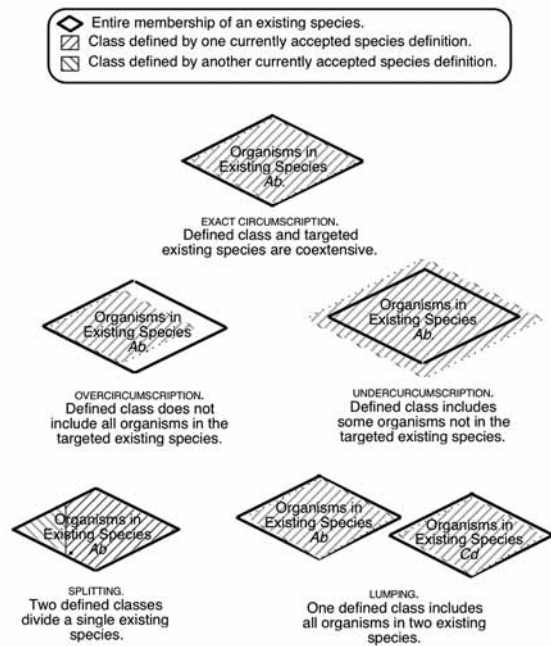 Entire membership of an existing species.
Class defined by one currently accepted species definition.
Class defined by another currently accepted species definition.
Organisms in
Existing Species
Ab.
EXACT CIRCUMSCRIPTION.
Defined class and targeted
existing species are coextensive.
Organisms in
Existing Species
Ab.
OVERCIRCUMSCRIPTION.
Defined class does not
include all organisms in the
targeted existing species.
Organisms in
Existing Species
Ab.
UNDERCURCUMSCRIPTION.
Defined class includes
some organisms not in the
targeted existing species.
Organisms in
Existing Species
Ab
SPLITTING.
Two defined classes
divide a single existing
species.
Organisms in
Existing Species
Ab
Organisms in
Existing Species
Cd
LUMPING.
One defined class includes
all organisms in two existing
species.